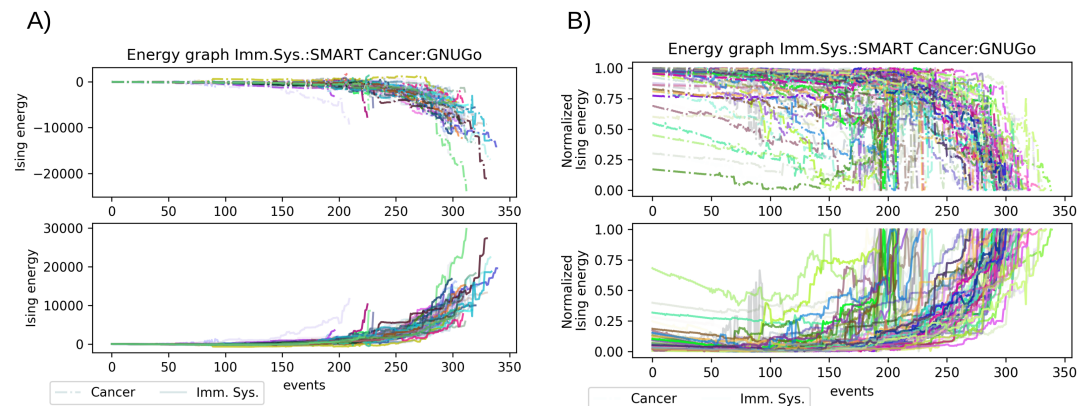 A)
Energy graph Imm.Sys.:SMART Cancer:GNUGo
Ising energy
0
−10000
−20000
0 50 100 150 200 250 300 350
Ising energy
30000
20000
10000
0
0 50 100 150 200 250 300 350
events
Cancer Imm. Sys.
B)
Energy graph Imm.Sys.:SMART Cancer:GNUGo
Normalized
Ising energy
1.00
0.75
0.50
0.25
0.00
0 50 100 150 200 250 300 350
Normalized
Ising energy
1.00
0.75
0.50
0.25
0.00
0 50 100 150 200 250 300 350
events
Cancer Imm. Sys.